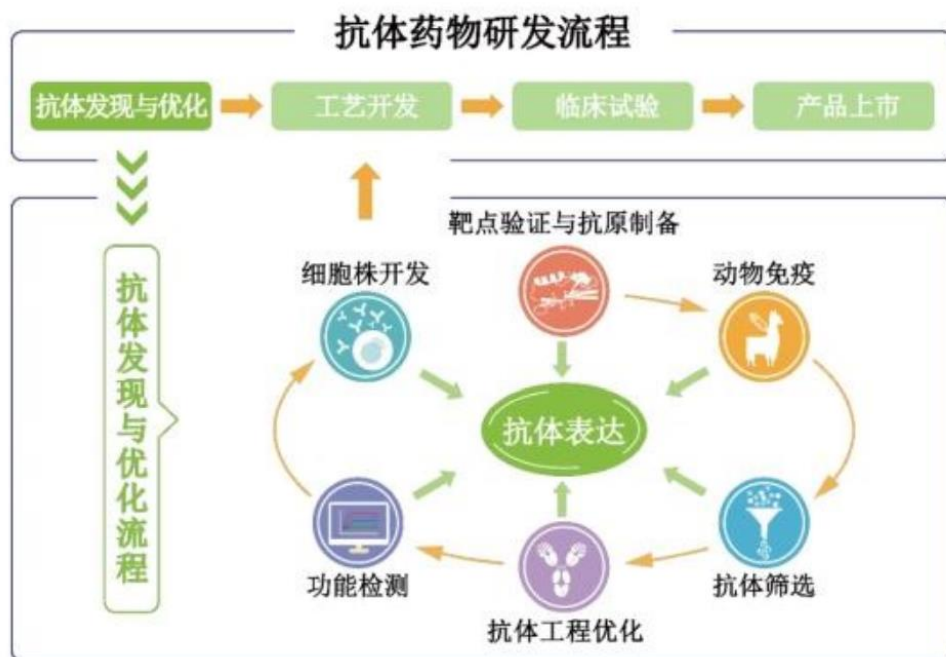 抗体药物研发流程
抗体发现与优化
工艺开发
临床试验
产品上市
抗体发现与优化流程
靶点验证与抗原制备
细胞株开发
动物免疫
抗体表达
功能检测
抗体筛选
抗体工程优化